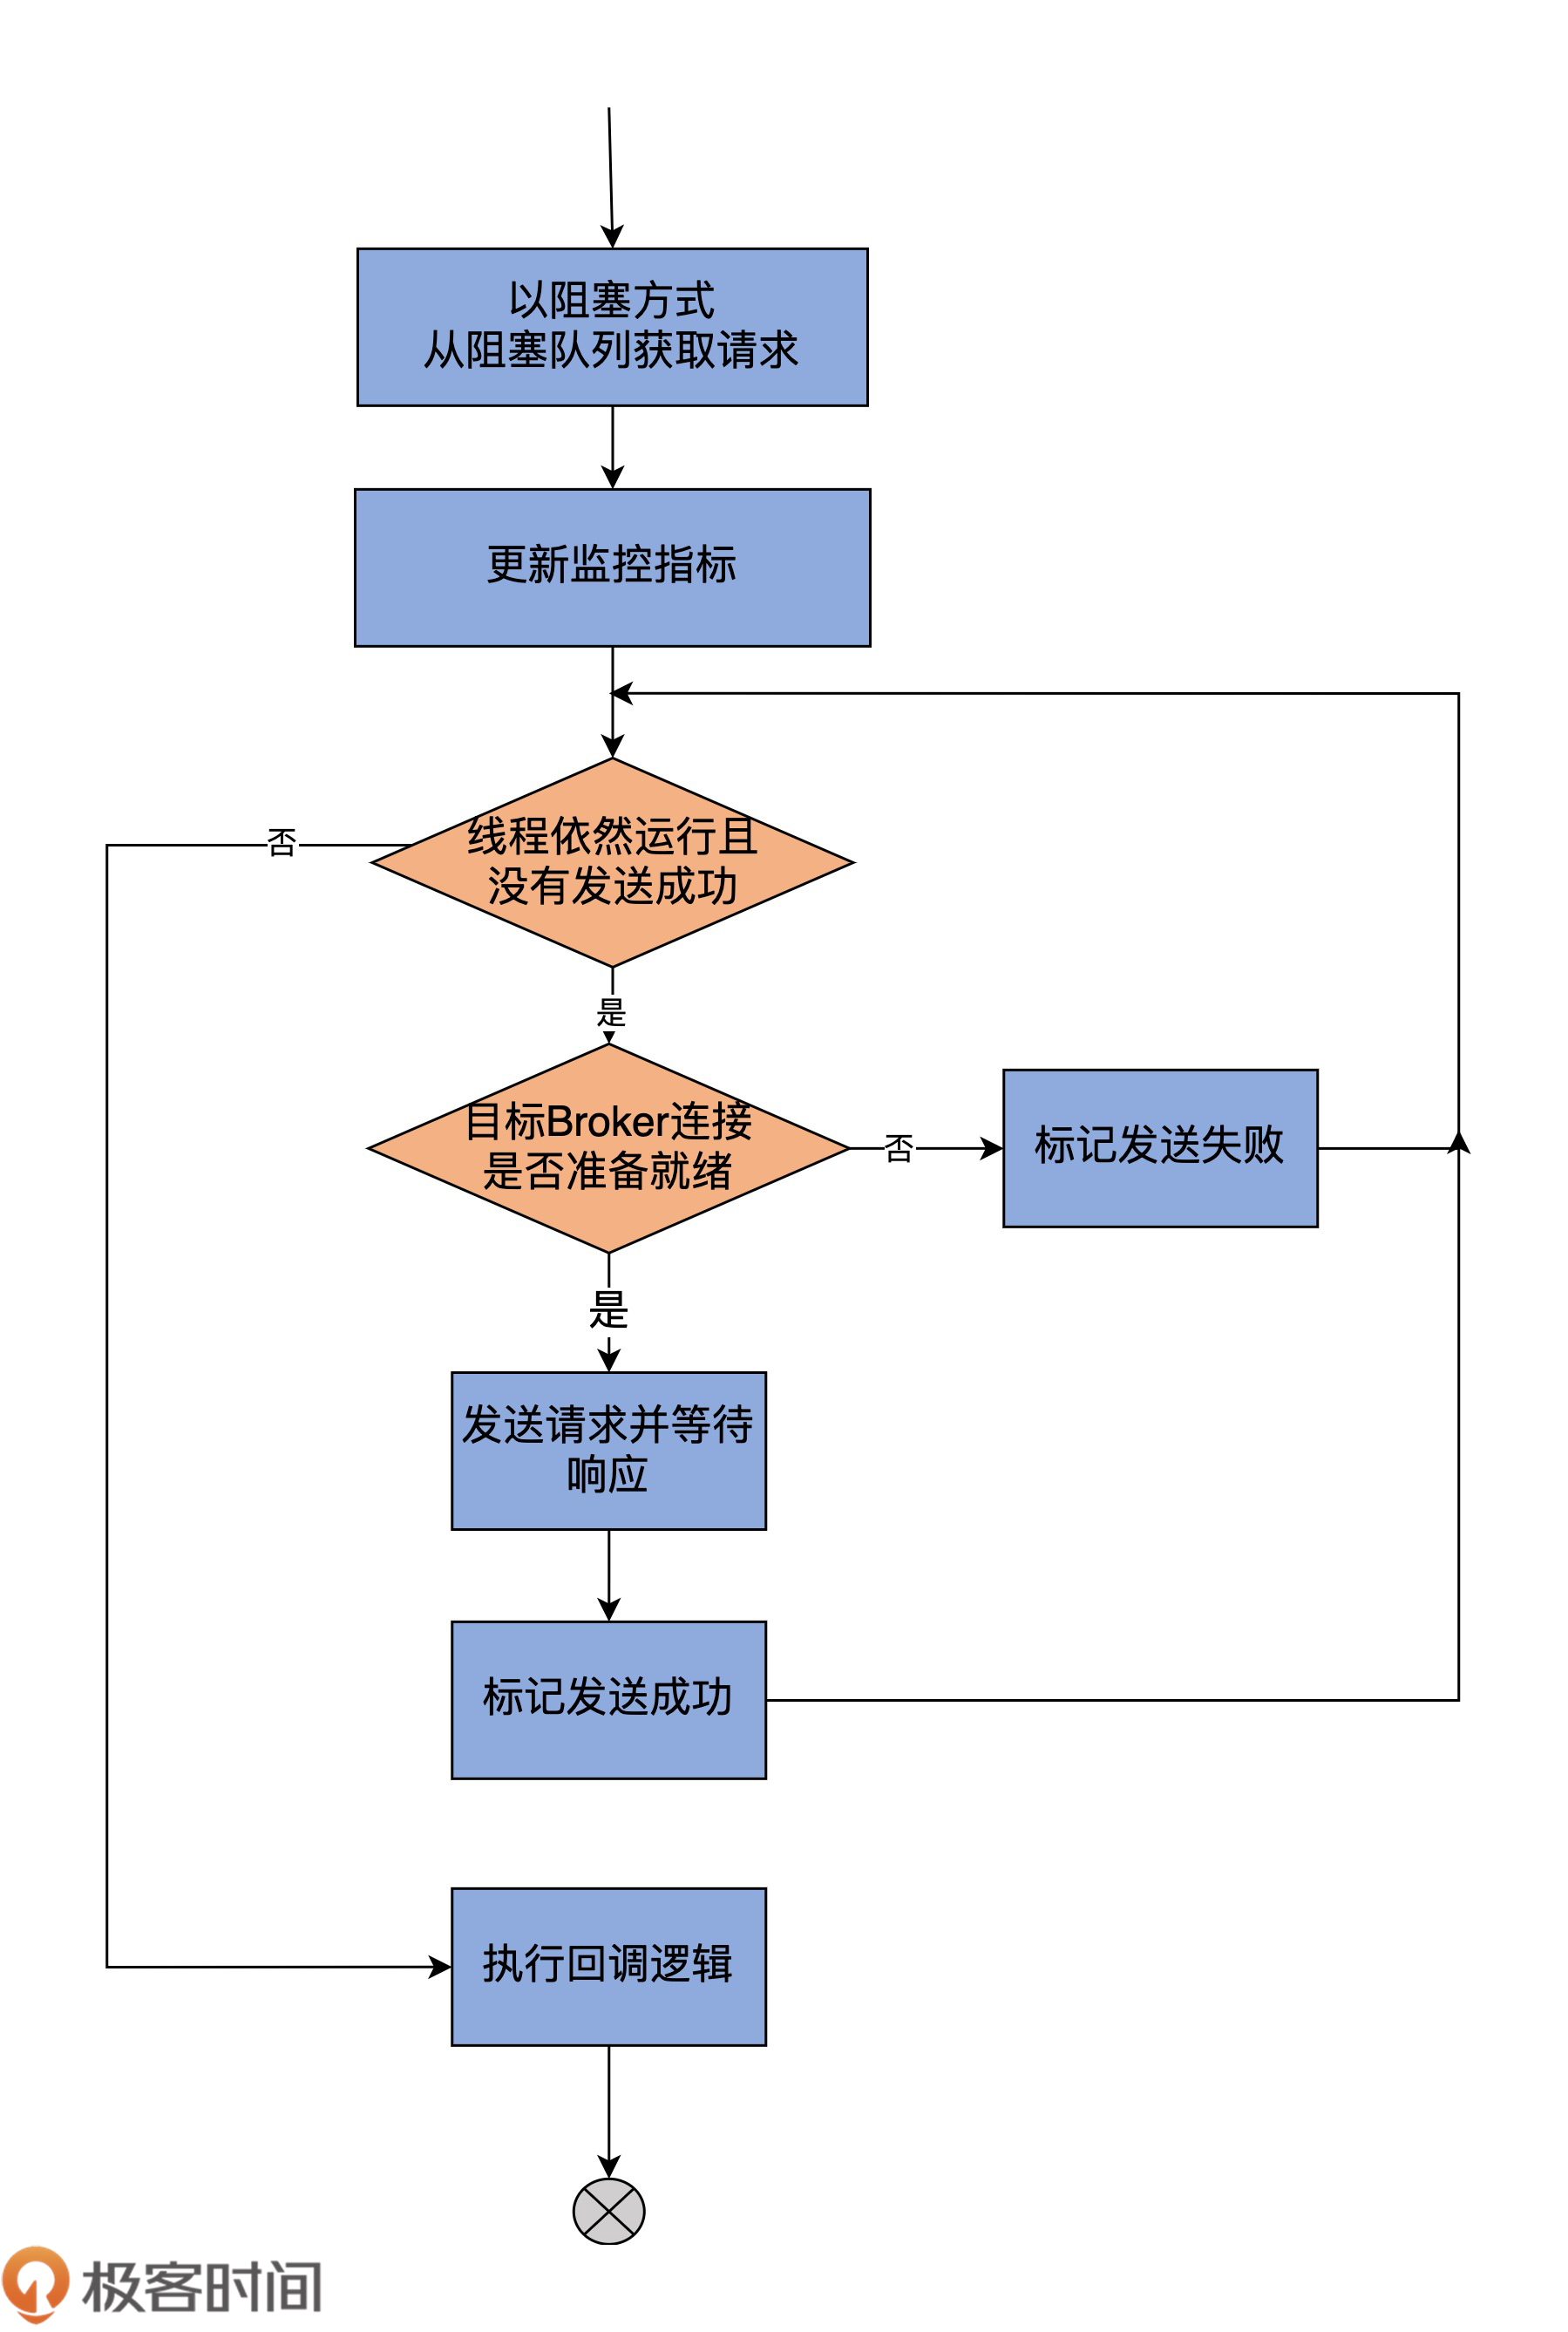 以阻塞方式
从阻塞队列获取请求
更新监控指标
线程依然运行且
没有发送成功
否
是
目标Broker连接
是否准备就绪
否
标记发送失败
是
发送请求并等待
响应
标记发送成功
执行回调逻辑
极客时间